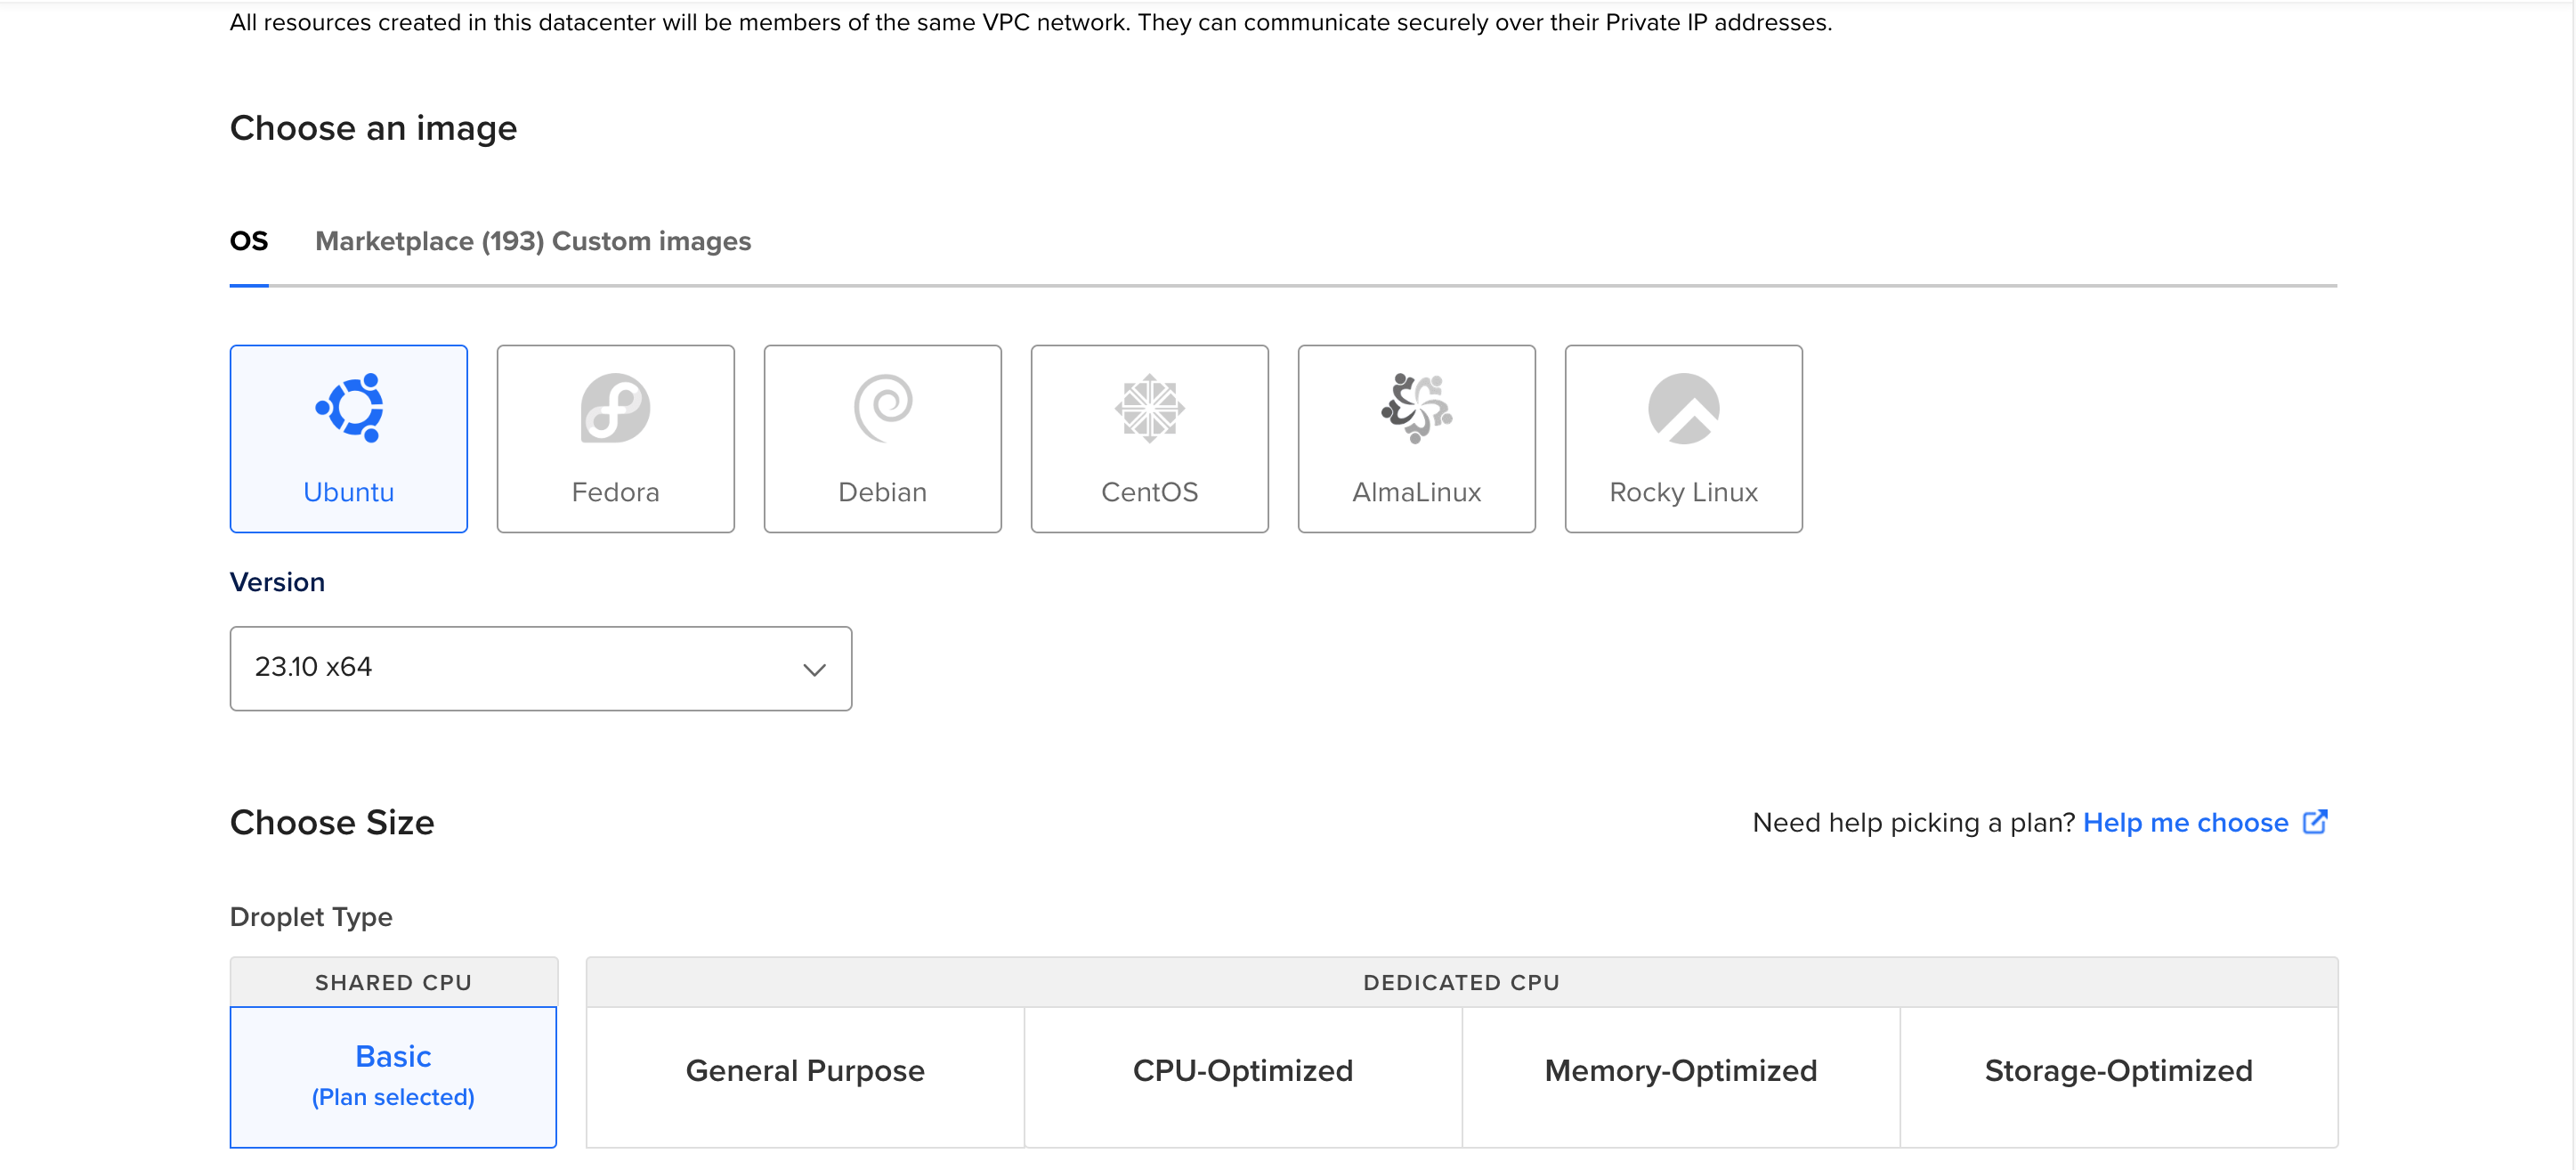 All resources created in this datacenter will be members of the same VPC network. They can communicate securely over their Private IP addresses.
Choose an image
OS Marketplace (193) Custom images
Ubuntu Fedora Debian CentOS AlmaLinux Rocky Linux
Version
23.10 x64
Choose Size Need help picking a plan? Help me choose
Droplet Type
SHARED CPU DEDICATED CPU
Basic General Purpose CPU-Optimized Memory-Optimized Storage-Optimized
(Plan selected)